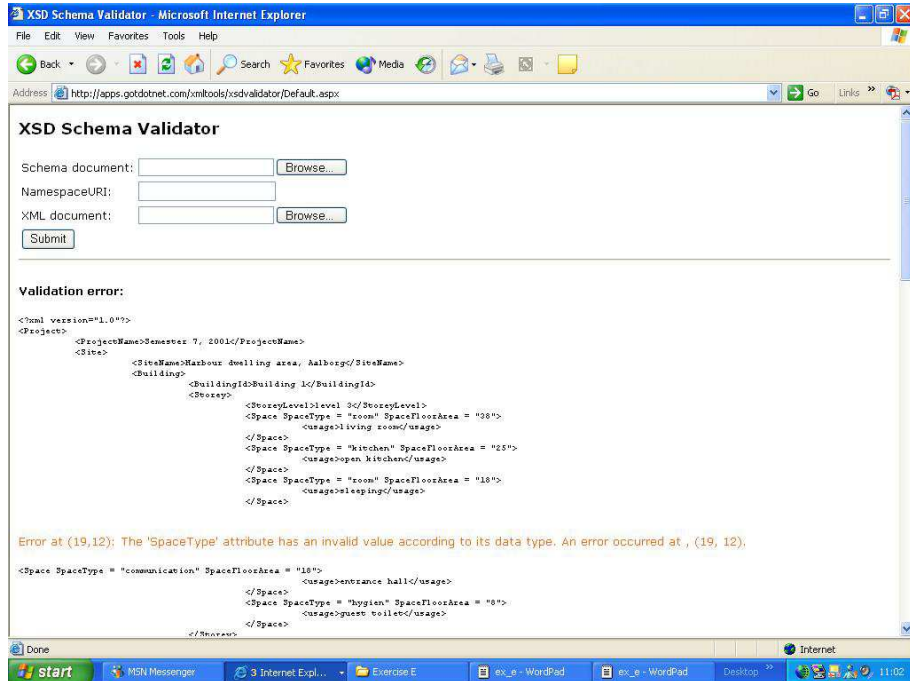 XSD Schema Validator - Microsoft Internet Explorer
File Edit View Favorites Tools Help
Back Search Favorites Media
Address http://apps.gotdotnet.com/xmltools/xsdvalidator/Default.aspx Go Links »
XSD Schema Validator
Schema document: Browse...
NamespaceURI:
XML document: Browse...
Submit
Validation error:
<?xml version="1.0"?>
<Project>
<ProjectName>Semester 7, 2001</ProjectName>
<Site>
<SiteName>Harbour dwelling area, Aalborg</SiteName>
<Building>
<BuildingId>Building 1</BuildingId>
<Storey>
<StoreyLevel>level 3</StoreyLevel>
<Space SpaceType = "room" SpaceFloorArea = "38">
<usage>living room</usage>
</Space>
<Space SpaceType = "kitchen" SpaceFloorArea = "25">
<usage>open kitchen</usage>
</Space>
<Space SpaceType = "room" SpaceFloorArea = "18">
<usage>sleeping</usage>
</Space>
Error at (19,12): The 'SpaceType' attribute has an invalid value according to its data type. An error occurred at , (19, 12).
<Space SpaceType = "communication" SpaceFloorArea = "18">
<usage>entrance hall</usage>
</Space>
<Space SpaceType = "hygien" SpaceFloorArea = "8">
<usage>guest toilet</usage>
</Space>
</Storey>
Done Internet
start MSN Messenger 3 Internet Expl... Exercise E ex_e - WordPad ex_e - WordPad Desktop » 11:02